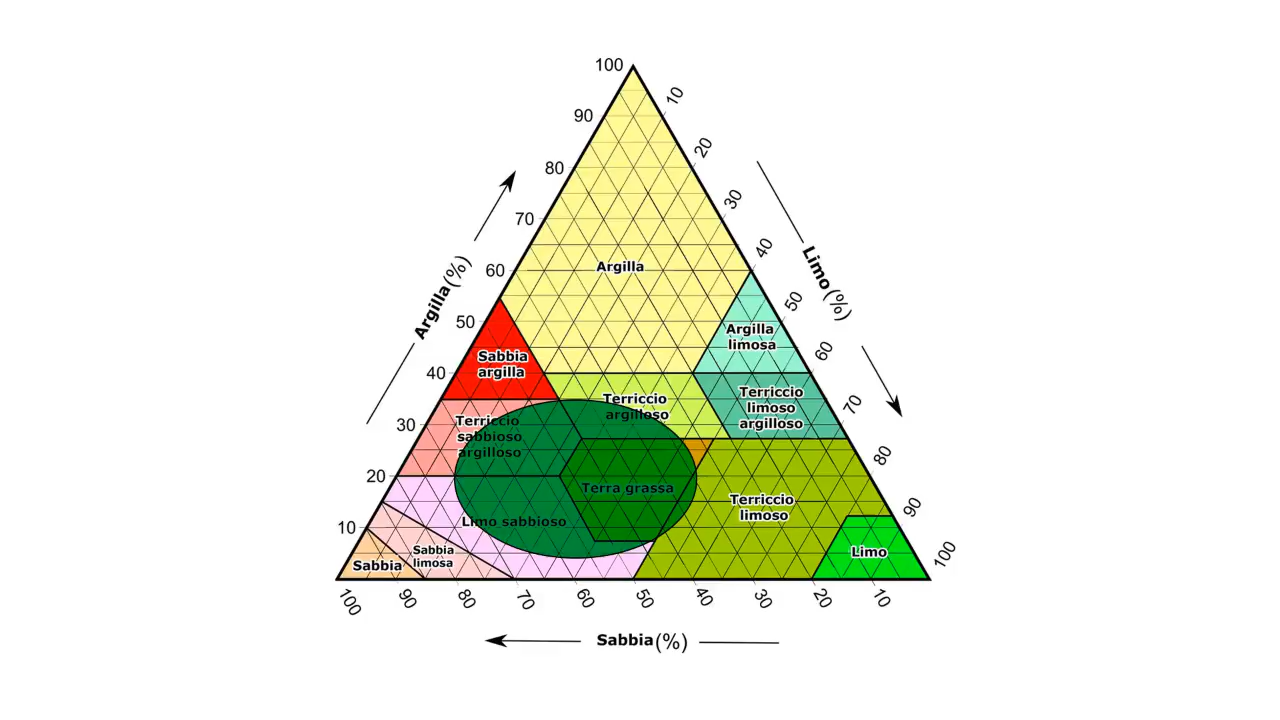 100
90
80
70
60
50
40
30
20
10
10
20
30
40
50
60
70
80
90
100
Argilla(%)
Limo(%)
Argilla
Argilla
limosa
Sabbia
argilla
Terriccio
argilloso
Terriccio
limoso
argilloso
Terriccio
sabbioso
argilloso
Terra grassa
Terriccio
limoso
Limo sabbioso
Sabbia
limosa
Sabbia
Limo
100 90 80 70 60 50 40 30 20 10
Sabbia(%)